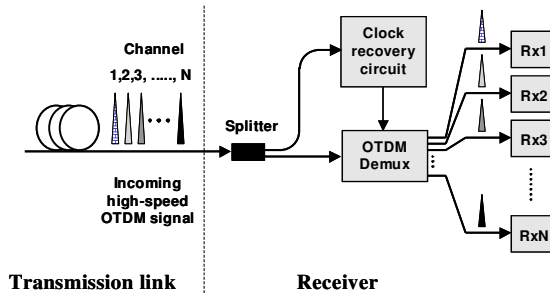 Channel
1,2,3, ....., N
Incoming
high-speed
OTDM signal
Transmission link
Splitter
Clock
recovery
circuit
OTDM
Demux
Rx1
Rx2
Rx3
RxN
Receiver